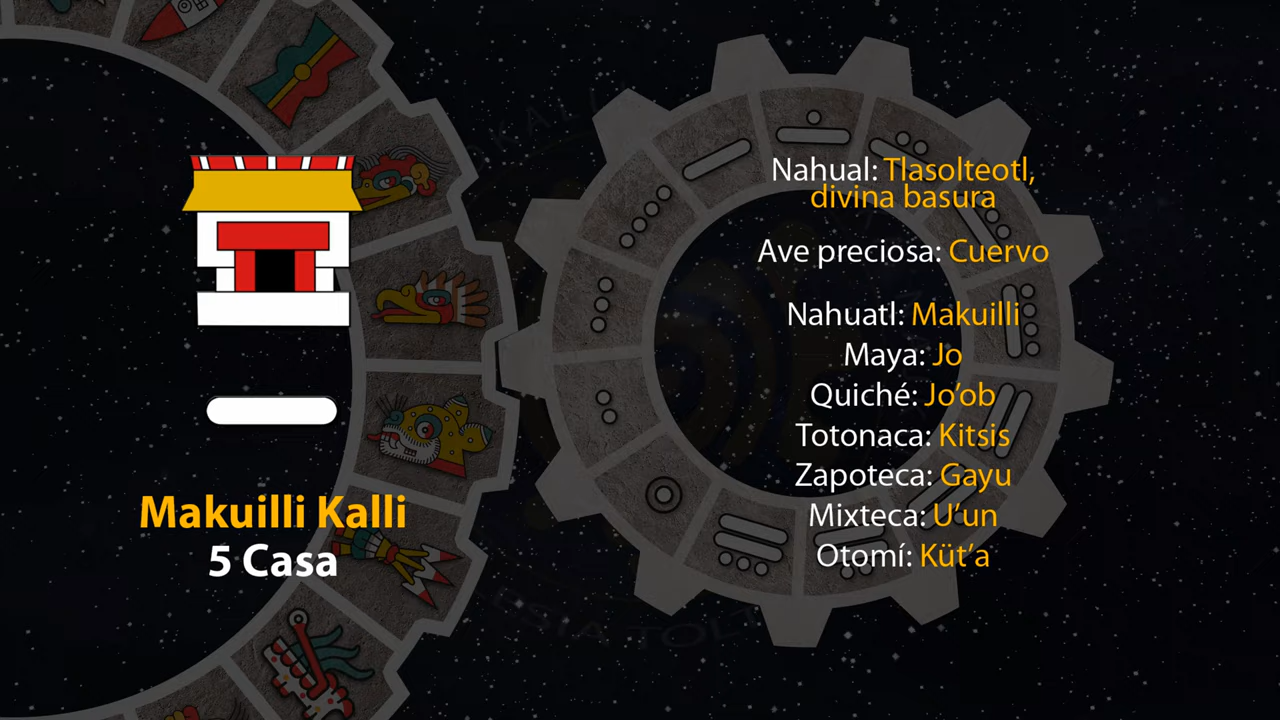 Makuilli Kalli
5 Casa
Nahual: Tlasolteotl,
divina basura
Ave preciosa: Cuervo
Nahuatl: Makuilli
Maya: Jo
Quiché: Jo’ob
Totonaca: Kitsis
Zapoteca: Gayu
Mixteca: U’un
Otomí: Küt’a